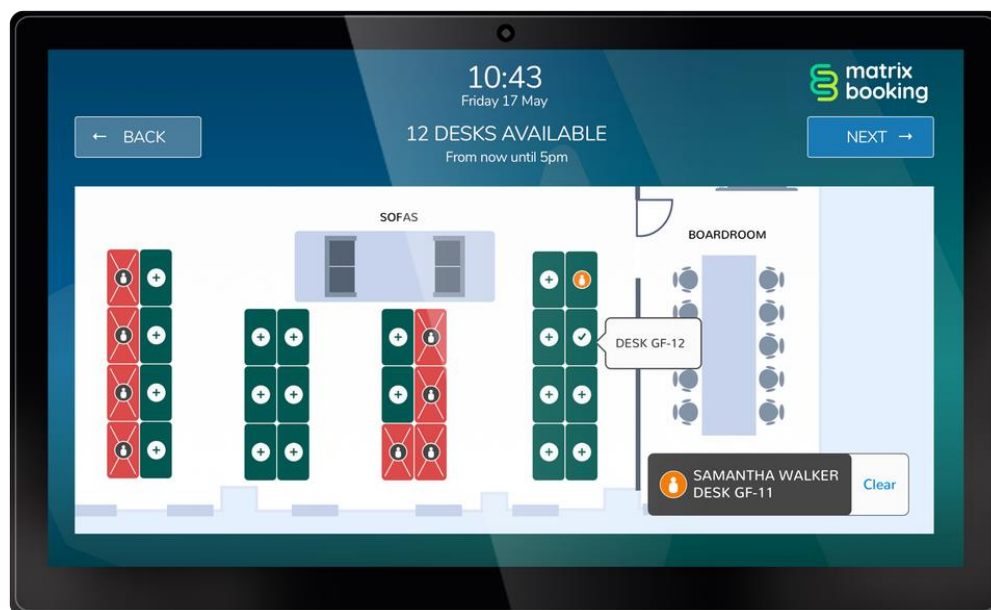 10:43
Friday 17 May
matrix
booking
← BACK
12 DESKS AVAILABLE
From now until 5pm
NEXT →
SOFAS
BOARDROOM
DESK GF-12
SAMANTHA WALKER
DESK GF-11
Clear